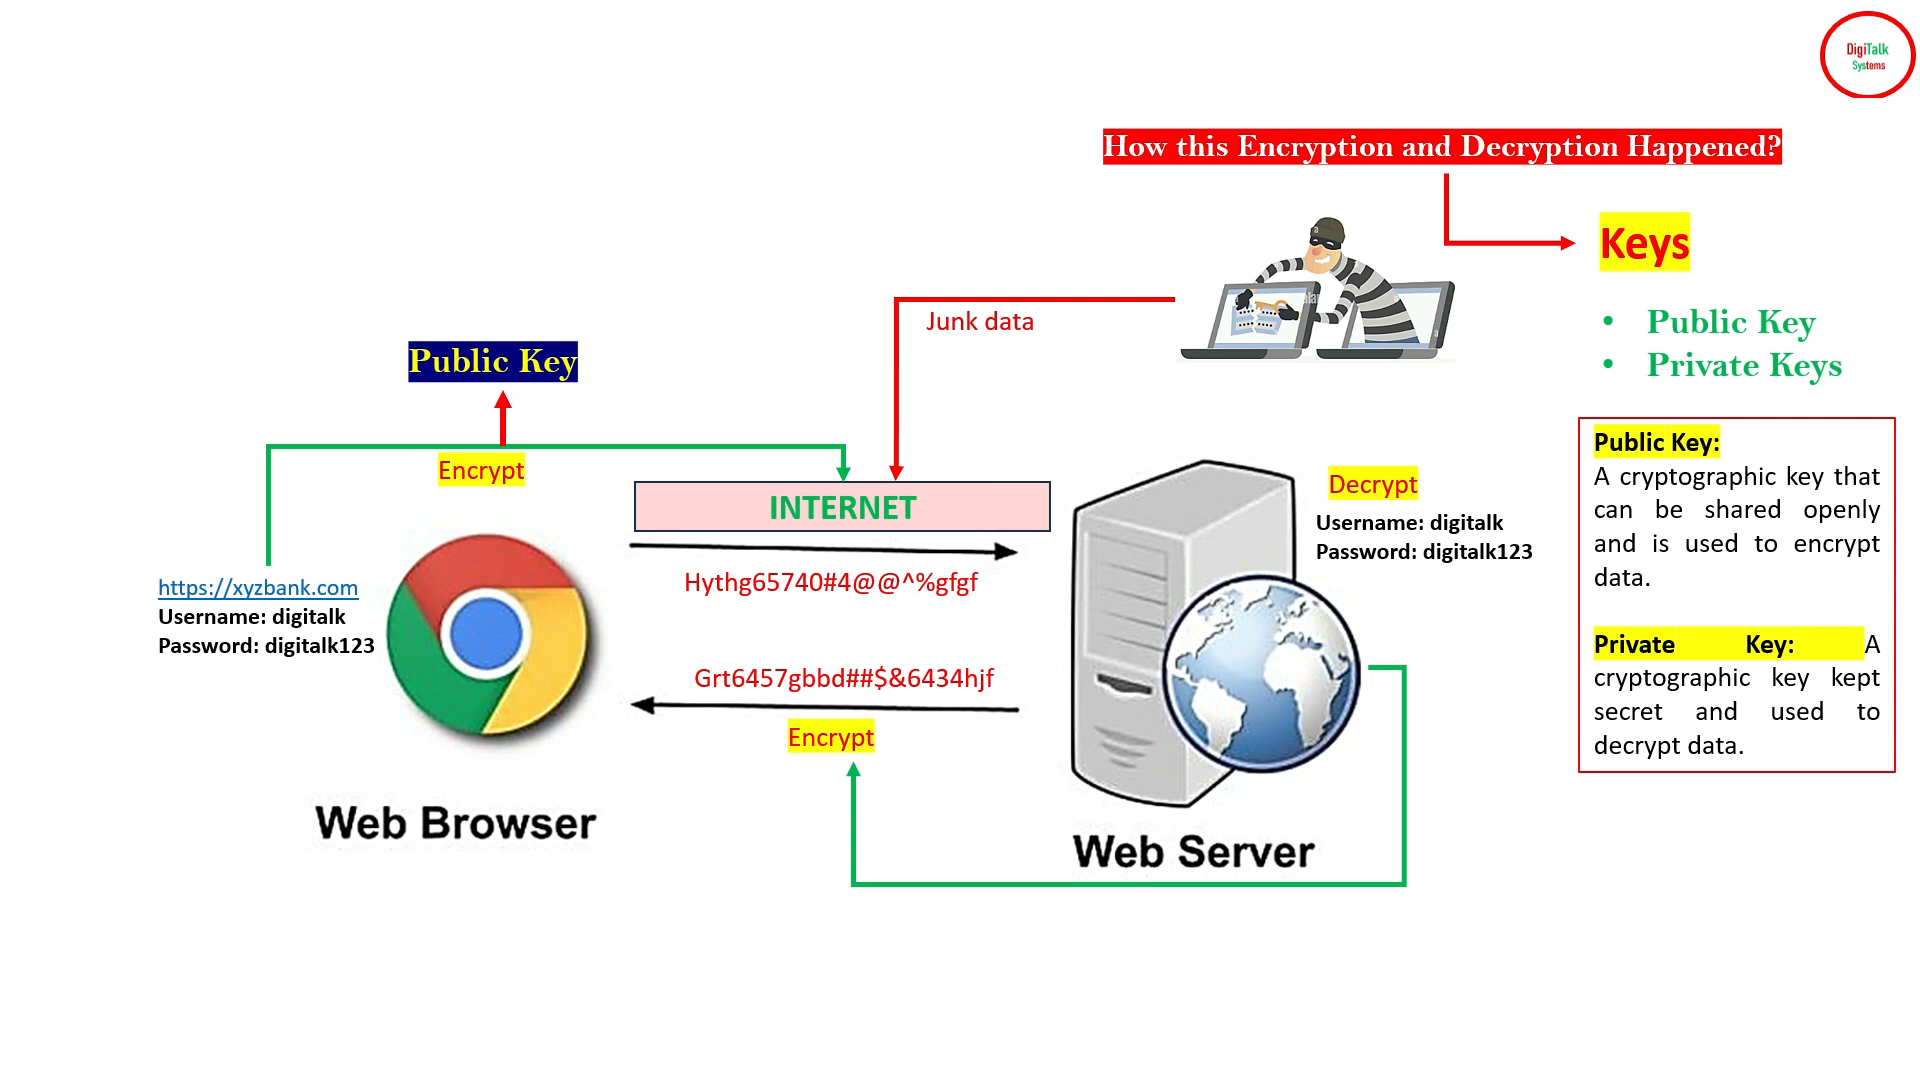 DigiTalk
Systems
How this Encryption and Decryption Happened?
Keys
• Public Key
• Private Keys
Junk data
Public Key
Encrypt
INTERNET
Decrypt
Username: digitalk
Password: digitalk123
Hythg65740#4@@^%gfgf
https://xyzbank.com
Username: digitalk
Password: digitalk123
Grt6457gbbd##$&6434hjf
Encrypt
Web Browser
Web Server
Public Key:
A cryptographic key that
can be shared openly
and is used to encrypt
data.
Private Key: A
cryptographic key kept
secret and used to
decrypt data.